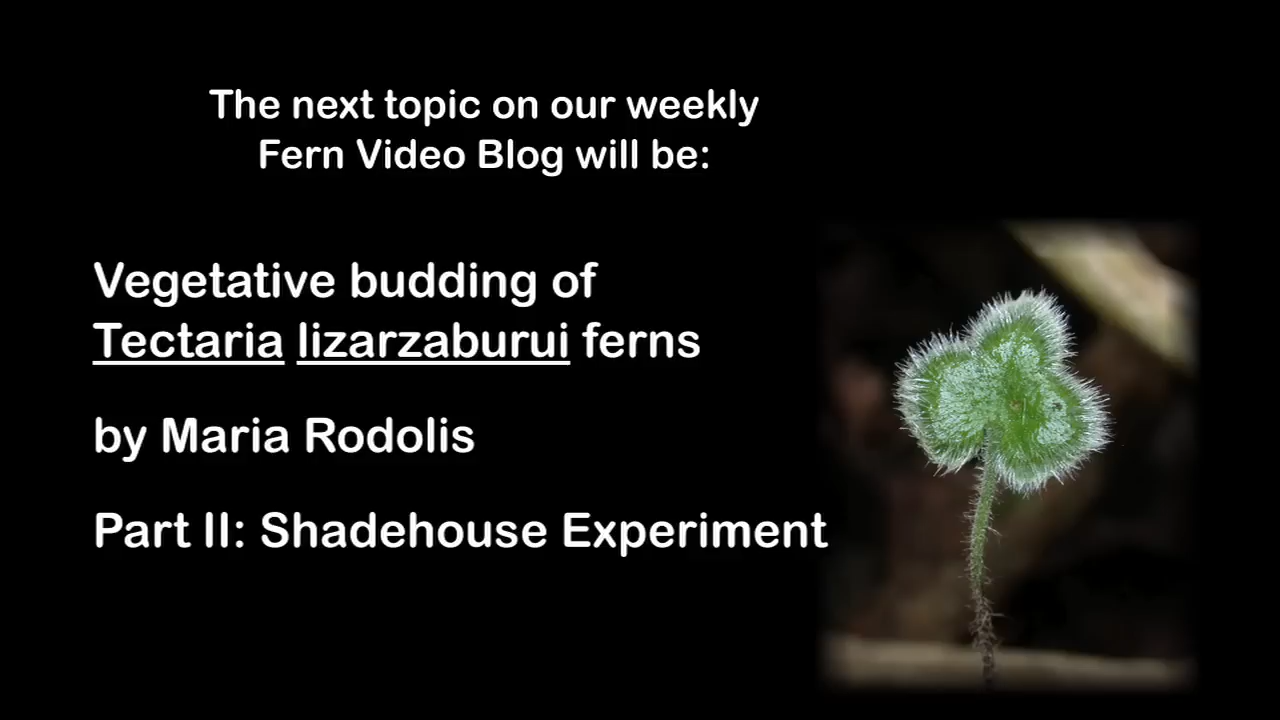 The next topic on our weekly
Fern Video Blog will be:
Vegetative budding of
Tectaria lizarzaburui ferns
by Maria Rodolis
Part II: Shadehouse Experiment